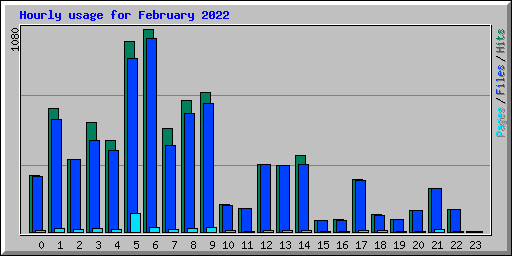 Hourly usage for February 2022
1080
Pages/Files/Hits
0 1 2 3 4 5 6 7 8 9 10 11 12 13 14 15 16 17 18 19 20 21 22 23